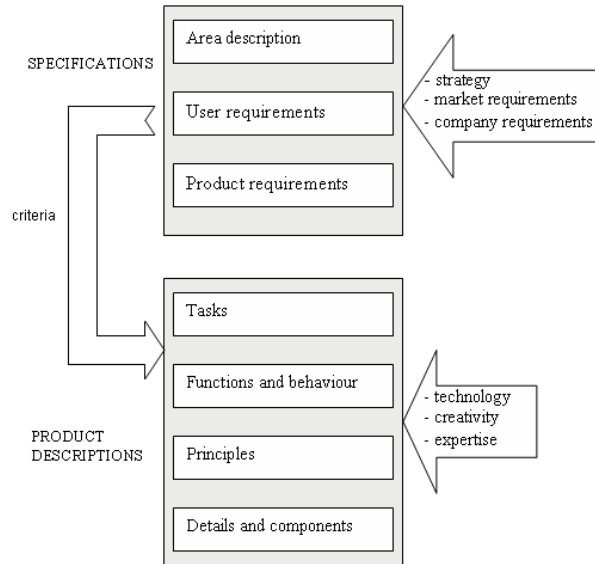 Area description
SPECIFICATIONS
- strategy
- market requirements
- company requirements
User requirements
Product requirements
criteria
Tasks
Functions and behaviour
- technology
- creativity
- expertise
PRODUCT
DESCRIPTIONS
Principles
Details and components